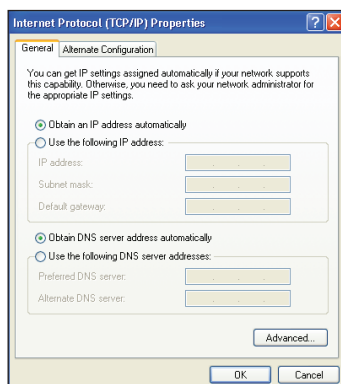 Internet Protocol (TCP/IP) Properties
General
Alternate Configuration
You can get IP settings assigned automatically if your network supports
this capability. Otherwise, you need to ask your network administrator for
the appropriate IP settings.
Obtain an IP address automatically
Use the following IP address:
IP address:
Subnet mask:
Default gateway:
Obtain DNS server address automatically
Use the following DNS server addresses:
Preferred DNS server:
Alternate DNS server:
Advanced...
OK
Cancel